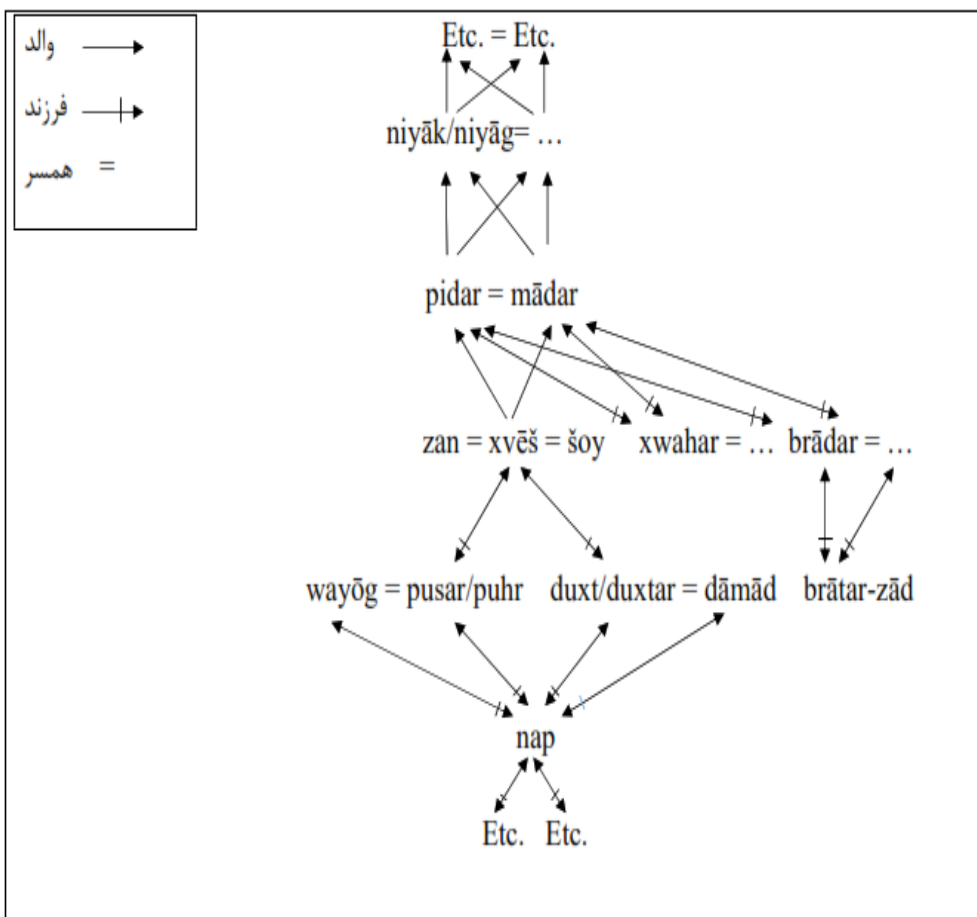 والد
فرزند
همسر =
Etc. = Etc.
niyāk/niyāg= …
pidar = mādar
zan = xvēš = šoy xwahar = … brādar = …
wayōg = pusar/puhr duxt/duxtar = dāmād brātar-zād
nap
Etc. Etc.